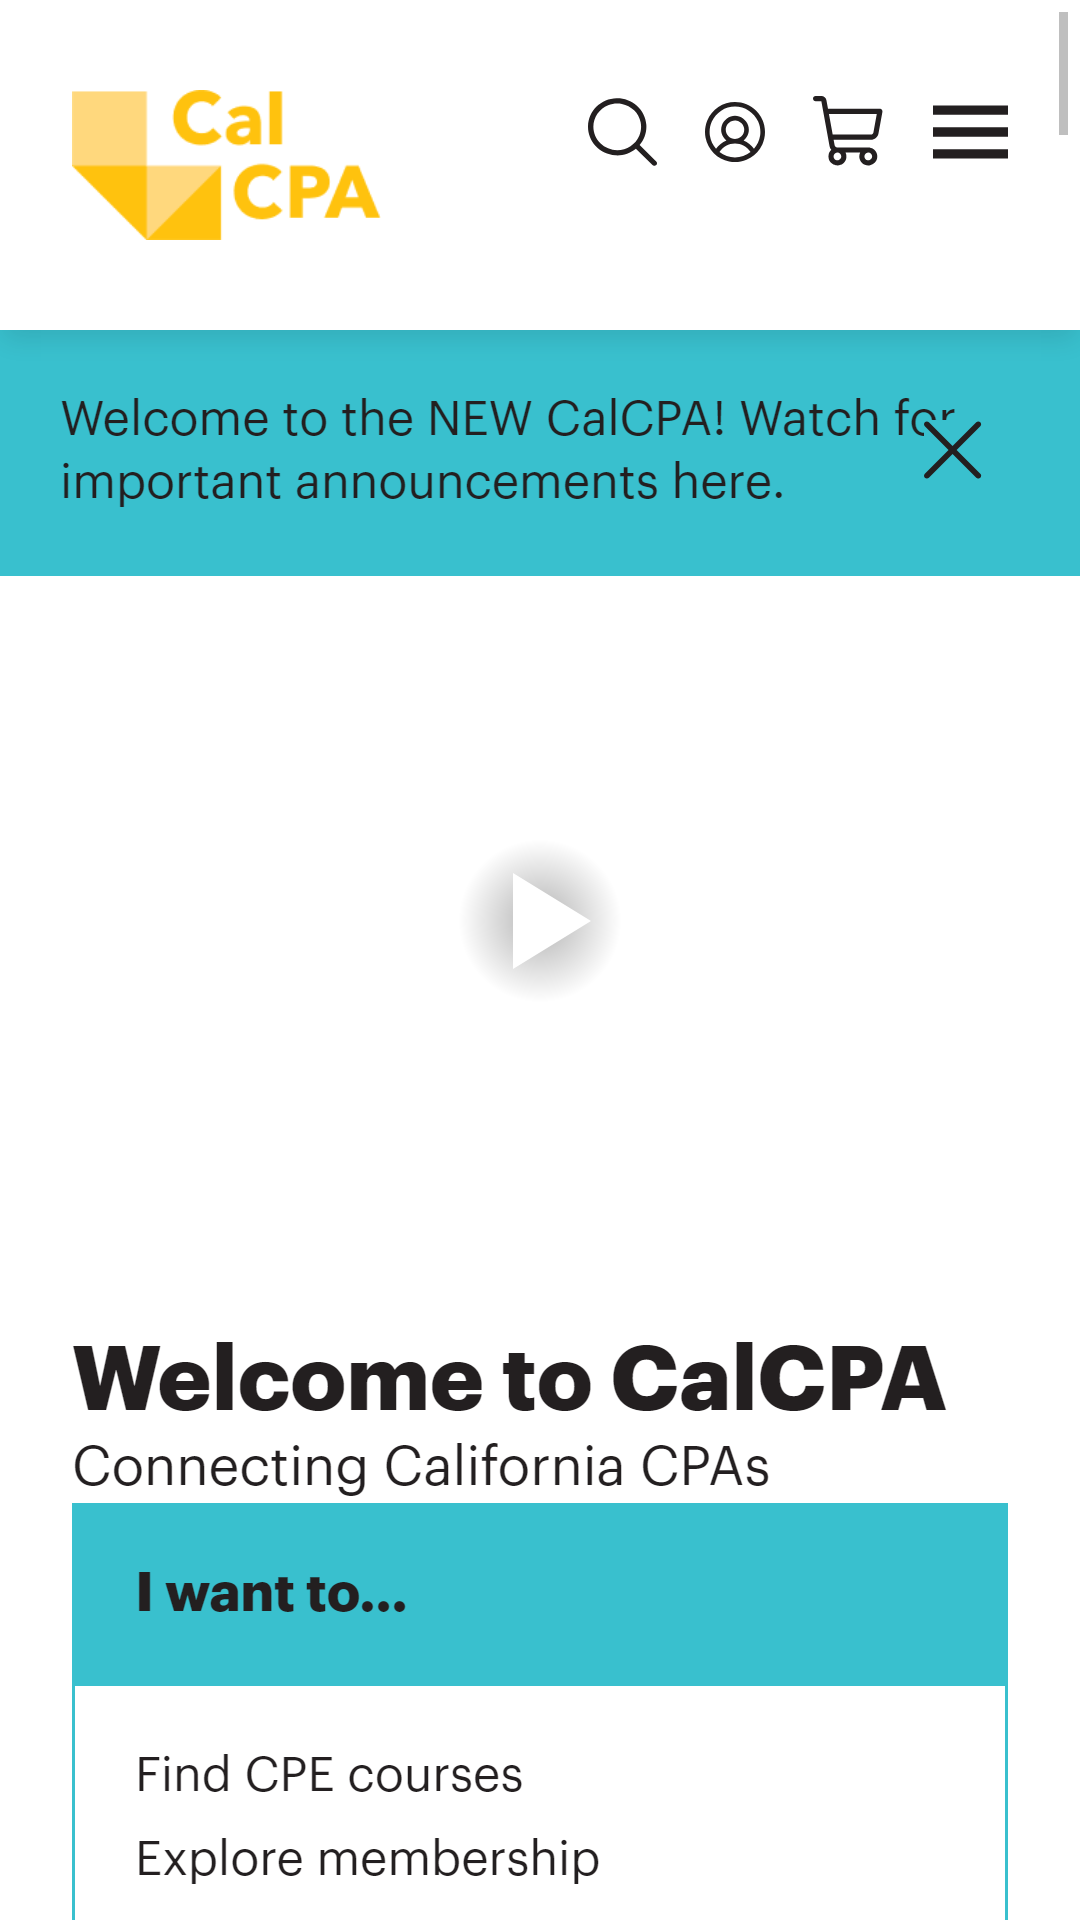 Cal
CPA
Welcome to the NEW CalCPA! Watch for
important announcements here.
Welcome to CalCPA
Connecting California CPAs
I want to...
Find CPE courses
Explore membership